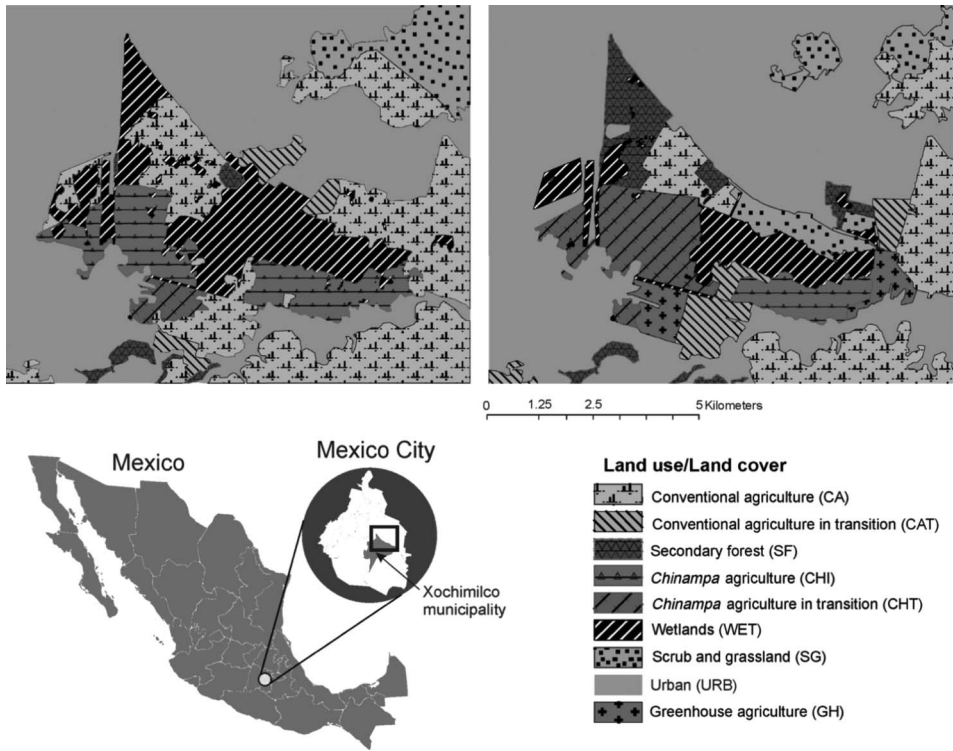 0 1.25 2.5 5 Kilometers
Mexico
Mexico City
Xochimilco
municipality
Land use/Land cover
Conventional agriculture (CA)
Conventional agriculture in transition (CAT)
Secondary forest (SF)
Chinampa agriculture (CHI)
Chinampa agriculture in transition (CHT)
Wetlands (WET)
Scrub and grassland (SG)
Urban (URB)
Greenhouse agriculture (GH)